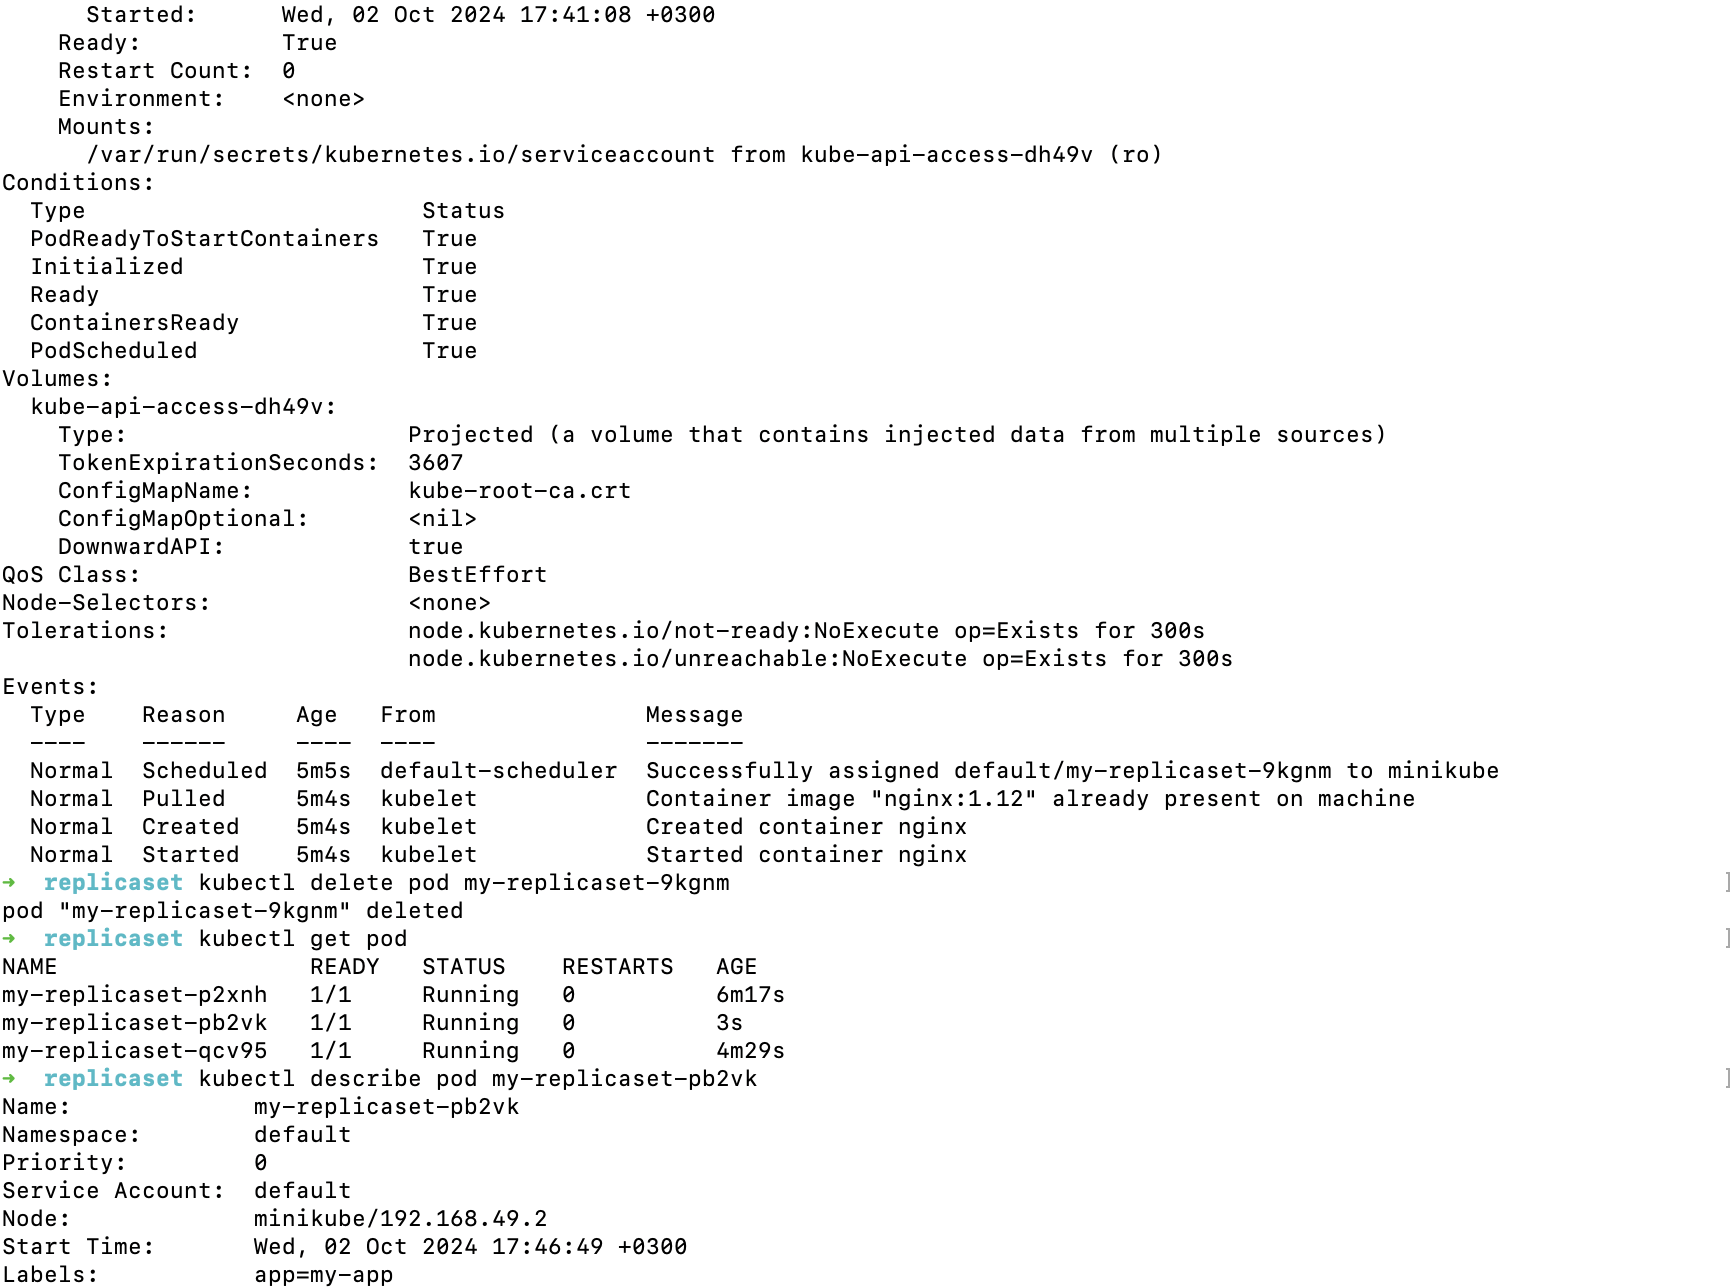 Started:      Wed, 02 Oct 2024 17:41:08 +0300
Ready:          True
Restart Count:  0
Environment:    <none>
Mounts:
/var/run/secrets/kubernetes.io/serviceaccount from kube-api-access-dh49v (ro)
Conditions:
Type                        Status
PodReadyToStartContainers   True
Initialized                 True
Ready                       True
ContainersReady             True
PodScheduled                True
Volumes:
kube-api-access-dh49v:
Type:                    Projected (a volume that contains injected data from multiple sources)
TokenExpirationSeconds:  3607
ConfigMapName:           kube-root-ca.crt
ConfigMapOptional:       <nil>
DownwardAPI:             true
QoS Class:                   BestEffort
Node-Selectors:              <none>
Tolerations:                 node.kubernetes.io/not-ready:NoExecute op=Exists for 300s
node.kubernetes.io/unreachable:NoExecute op=Exists for 300s
Events:
Type    Reason     Age   From               Message
----    ------     ----  ----               -------
Normal  Scheduled  5m5s  default-scheduler  Successfully assigned default/my-replicaset-9kgnm to minikube
Normal  Pulled     5m4s  kubelet            Container image "nginx:1.12" already present on machine
Normal  Created    5m4s  kubelet            Created container nginx
Normal  Started    5m4s  kubelet            Started container nginx
➜  replicaset kubectl delete pod my-replicaset-9kgnm ]
pod "my-replicaset-9kgnm" deleted
➜  replicaset kubectl get pod ]
NAME                  READY   STATUS    RESTARTS   AGE
my-replicaset-p2xnh   1/1     Running   0          6m17s
my-replicaset-pb2vk   1/1     Running   0          3s
my-replicaset-qcv95   1/1     Running   0          4m29s
➜  replicaset kubectl describe pod my-replicaset-pb2vk ]
Name:             my-replicaset-pb2vk
Namespace:        default
Priority:         0
Service Account:  default
Node:             minikube/192.168.49.2
Start Time:       Wed, 02 Oct 2024 17:46:49 +0300
Labels:           app=my-app